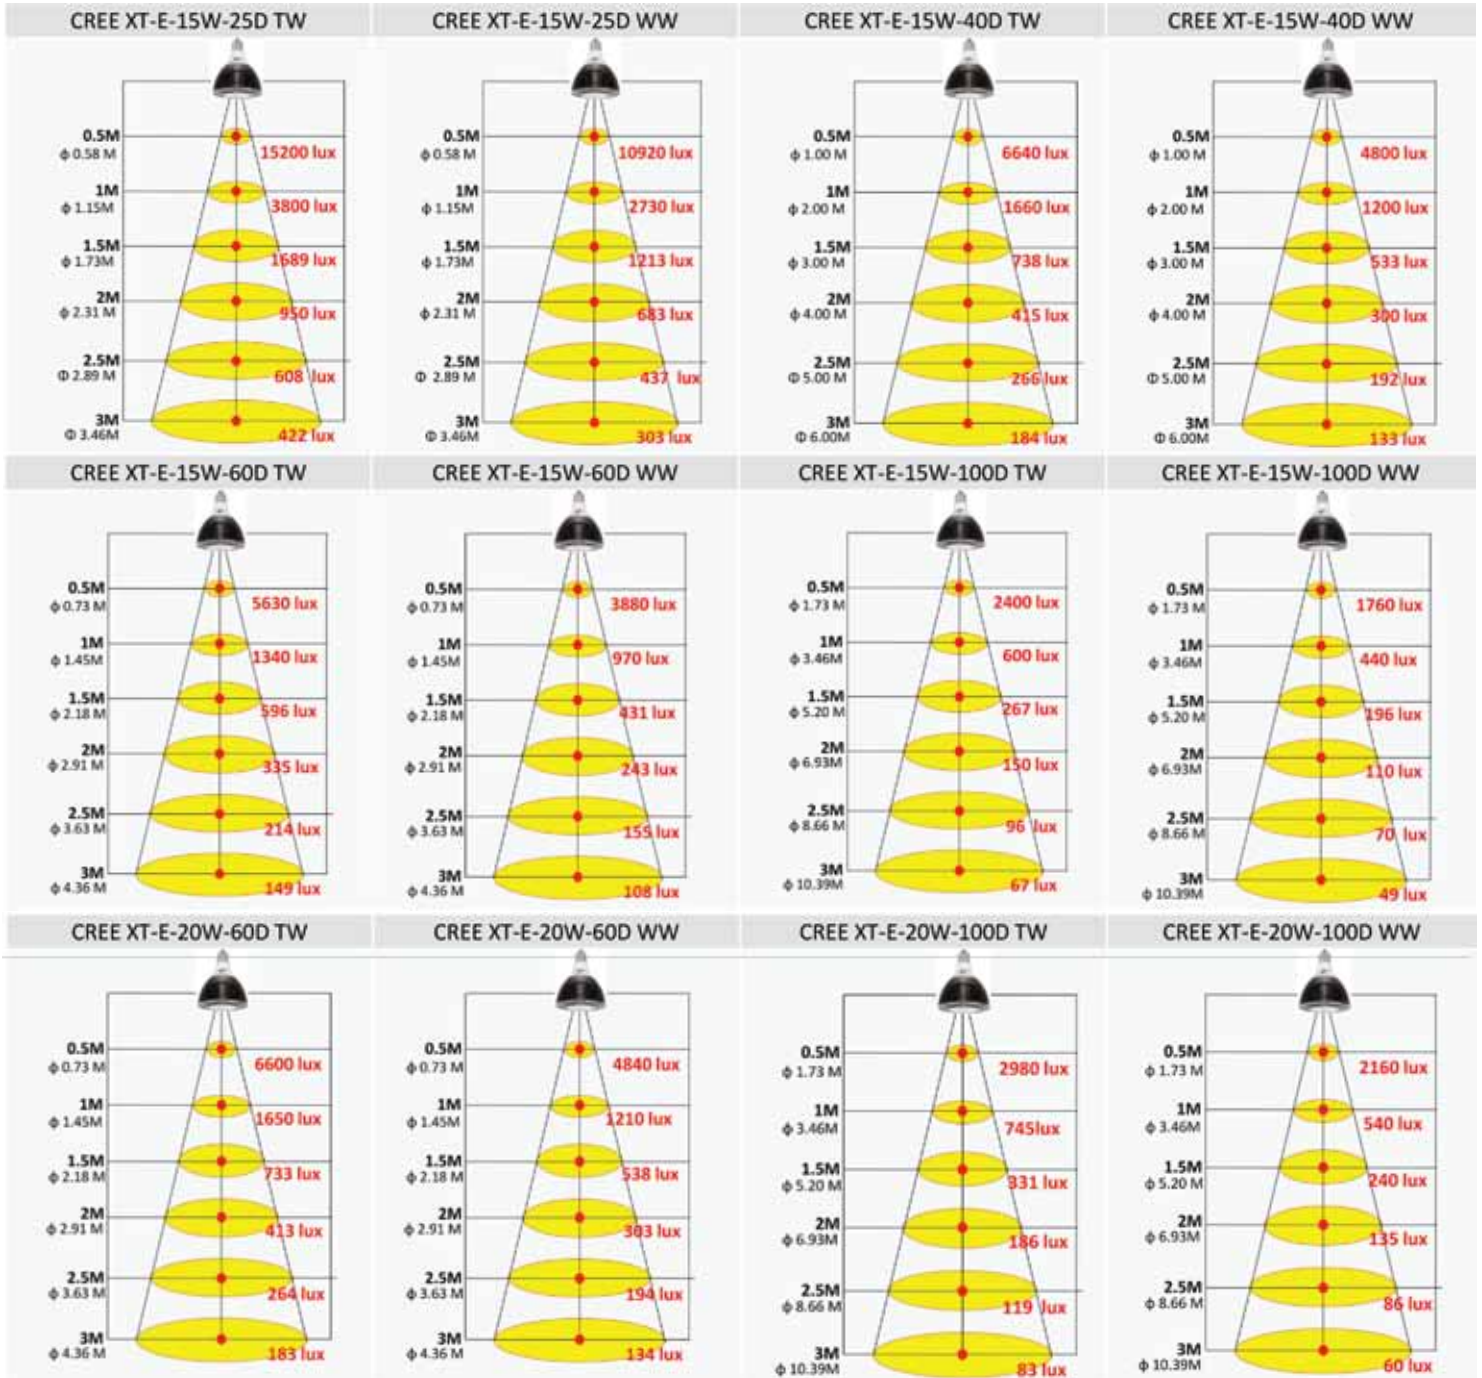 CREE XT-E-15W-25D TW
0.5M
ф 0.58 M
15200 lux
1M
ф 1.15M
3800 lux
1.5M
ф 1.73M
1689 lux
2M
ф 2.31 M
950 lux
2.5M
Ф 2.89 M
608 lux
3M
Ф 3.46M
422 lux
CREE XT-E-15W-25D WW
0.5M
ф 0.58 M
10920 lux
1M
ф 1.15M
2730 lux
1.5M
ф 1.73M
1213 lux
2M
ф 2.31 M
683 lux
2.5M
Ф 2.89 M
437 lux
3M
Ф 3.46M
303 lux
CREE XT-E-15W-40D TW
0.5M
ф 1.00 M
6640 lux
1M
ф 2.00 M
1660 lux
1.5M
ф 3.00 M
738 lux
2M
ф 4.00 M
415 lux
2.5M
Ф 5.00 M
266 lux
3M
Ф 6.00M
184 lux
CREE XT-E-15W-40D WW
0.5M
ф 1.00 M
4800 lux
1M
ф 2.00 M
1200 lux
1.5M
ф 3.00 M
533 lux
2M
ф 4.00 M
300 lux
2.5M
Ф 5.00 M
192 lux
3M
Ф 6.00M
133 lux
CREE XT-E-15W-60D TW
0.5M
ф 0.73 M
5630 lux
1M
ф 1.45M
1340 lux
1.5M
ф 2.18 M
596 lux
2M
ф 2.91 M
335 lux
2.5M
ф 3.63 M
214 lux
3M
ф 4.36 M
149 lux
CREE XT-E-15W-60D WW
0.5M
ф 0.73 M
3880 lux
1M
ф 1.45M
970 lux
1.5M
ф 2.18 M
431 lux
2M
ф 2.91 M
243 lux
2.5M
ф 3.63 M
155 lux
3M
ф 4.36 M
108 lux
CREE XT-E-15W-100D TW
0.5M
ф 1.73 M
2400 lux
1M
ф 3.46M
600 lux
1.5M
ф 5.20 M
267 lux
2M
ф 6.93M
150 lux
2.5M
ф 8.66 M
96 lux
3M
ф 10.39M
67 lux
CREE XT-E-15W-100D WW
0.5M
ф 1.73 M
1760 lux
1M
ф 3.46M
440 lux
1.5M
ф 5.20 M
196 lux
2M
ф 6.93M
110 lux
2.5M
ф 8.66 M
70 lux
3M
ф 10.39M
49 lux
CREE XT-E-20W-60D TW
0.5M
ф 0.73 M
6600 lux
1M
ф 1.45M
1650 lux
1.5M
ф 2.18 M
733 lux
2M
ф 2.91 M
413 lux
2.5M
ф 3.63 M
264 lux
3M
ф 4.36 M
183 lux
CREE XT-E-20W-60D WW
0.5M
ф 0.73 M
4840 lux
1M
ф 1.45M
1210 lux
1.5M
ф 2.18 M
538 lux
2M
ф 2.91 M
303 lux
2.5M
ф 3.63 M
194 lux
3M
ф 4.36 M
134 lux
CREE XT-E-20W-100D TW
0.5M
ф 1.73 M
2980 lux
1M
ф 3.46M
745lux
1.5M
ф 5.20 M
331 lux
2M
ф 6.93M
186 lux
2.5M
ф 8.66 M
119 lux
3M
ф 10.39M
83 lux
CREE XT-E-20W-100D WW
0.5M
ф 1.73 M
2160 lux
1M
ф 3.46M
540 lux
1.5M
ф 5.20 M
240 lux
2M
ф 6.93M
135 lux
2.5M
ф 8.66 M
86 lux
3M
ф 10.39M
60 lux